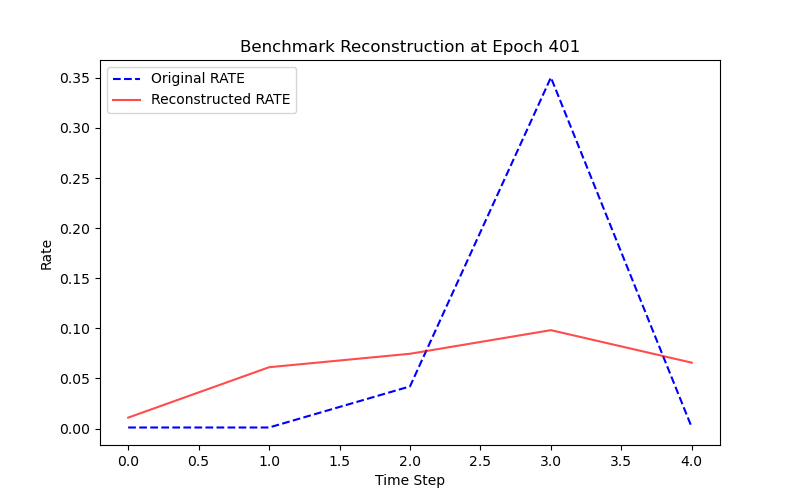 Benchmark Reconstruction at Epoch 401
Original RATE
Reconstructed RATE
0.35
0.30
0.25
0.20
0.15
0.10
0.05
0.00
Rate
0.0 0.5 1.0 1.5 2.0 2.5 3.0 3.5 4.0
Time Step